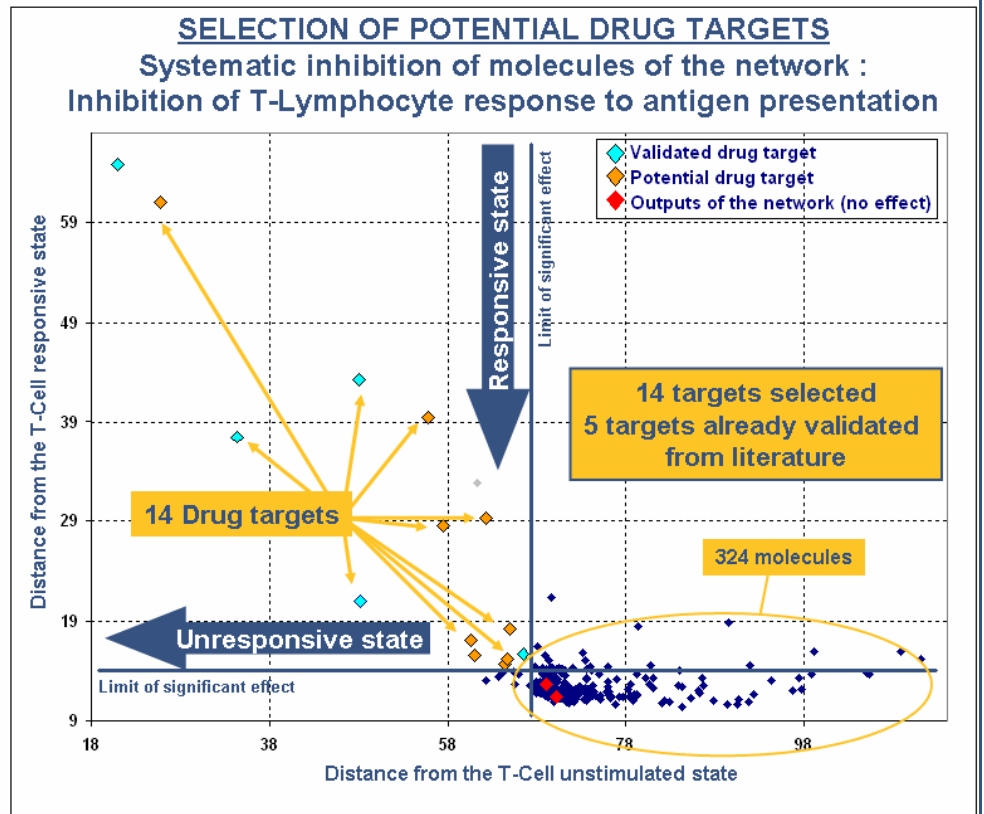 SELECTION OF POTENTIAL DRUG TARGETS
Systematic inhibition of molecules of the network :
Inhibition of T-Lymphocyte response to antigen presentation
Validated drug target
Potential drug target
Outputs of the network (no effect)
Responsive state
Limit of significant effect
Distance from the T-Cell responsive state
59
49
39
29
19
9
14 targets selected
5 targets already validated
from literature
14 Drug targets
324 molecules
Unresponsive state
Limit of significant effect
18
38
58
78
98
Distance from the T-Cell unstimulated state